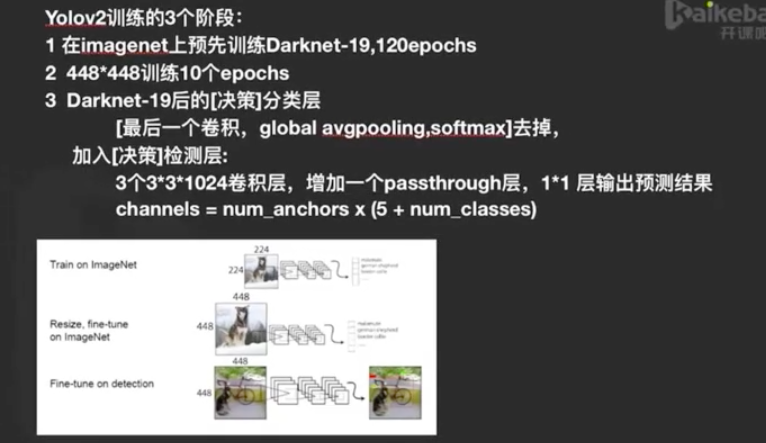 Kaikeba
开课吧
Yolov2训练的3个阶段：
1 在imagenet上预先训练Darknet-19,120epochs
2 448*448训练10个epochs
3 Darknet-19后的[决策]分类层
[最后一个卷积，global avgpooling,softmax]去掉，
加入[决策]检测层:
3个3*3*1024卷积层，增加一个passthrough层，1*1 层输出预测结果
channels = num_anchors x (5 + num_classes)
224
Train on ImageNet
224
448
Resize, fine-tune
on ImageNet
448
448
Fine-tune on detection
448